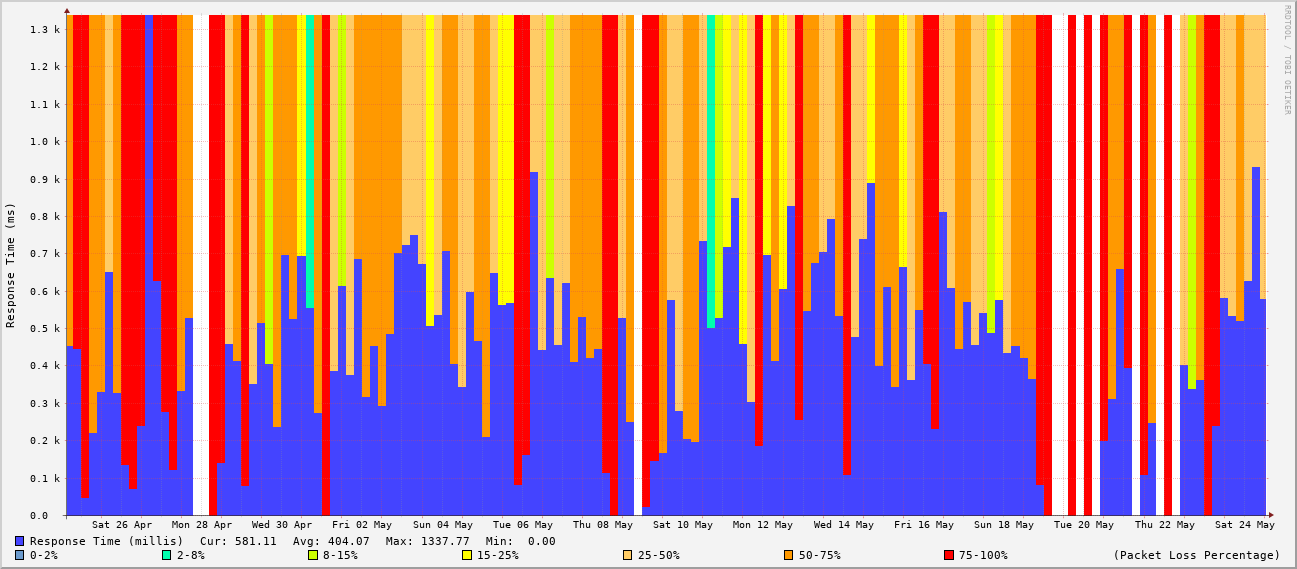 1.3 k
1.2 k
1.1 k
1.0 k
0.9 k
0.8 k
0.7 k
0.6 k
0.5 k
0.4 k
0.3 k
0.2 k
0.1 k
0.0
Response Time (ms)
RRDTOOL / TOBI OETIKER
Sat 26 Apr Mon 28 Apr Wed 30 Apr Fri 02 May Sun 04 May Tue 06 May Thu 08 May Sat 10 May Mon 12 May Wed 14 May Fri 16 May Sun 18 May Tue 20 May Thu 22 May Sat 24 May
Response Time (millis) Cur: 581.11 Avg: 404.07 Max: 1337.77 Min: 0.00
0-2% 2-8% 8-15% 15-25% 25-50% 50-75% 75-100% (Packet Loss Percentage)